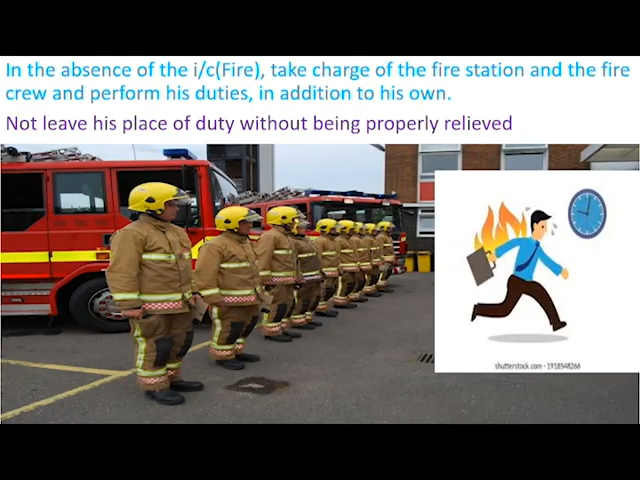 In the absence of the i/c(Fire), take charge of the fire station and the fire
crew and perform his duties, in addition to his own.
Not leave his place of duty without being properly relieved
shutterstock.com · 1918548266